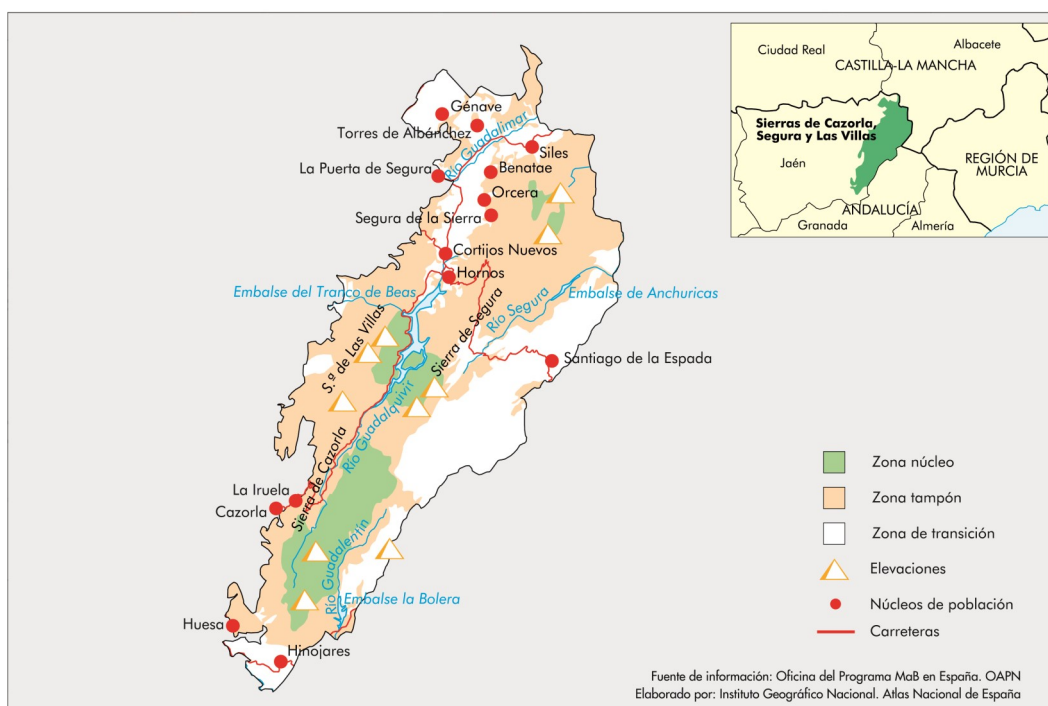 Génave
Torres de Albánchez
Río Guadalimar
Siles
La Puerta de Segura
Benatae
Orcera
Segura de la Sierra
Cortijos Nuevos
Hornos
Embalse del Tranco de Beas
Embalse de Anchuricas
Río Segura
Sierra de Segura
S.ª de Las Villas
Santiago de la Espada
Río Guadalquivir
Sierra de Cazorla
La Iruela
Cazorla
Río Guadalentín
Embalse la Bolera
Huesa
Hinojares
Ciudad Real
Albacete
CASTILLA-LA MANCHA
Sierras de Cazorla,
Segura y Las Villas
Jaén
REGIÓN DE
MURCIA
ANDALUCÍA
Granada
Almería
Zona núcleo
Zona tampón
Zona de transición
Elevaciones
Núcleos de población
Carreteras
Fuente de información: Oficina del Programa MaB en España. OAPN
Elaborado por: Instituto Geográfico Nacional. Atlas Nacional de España